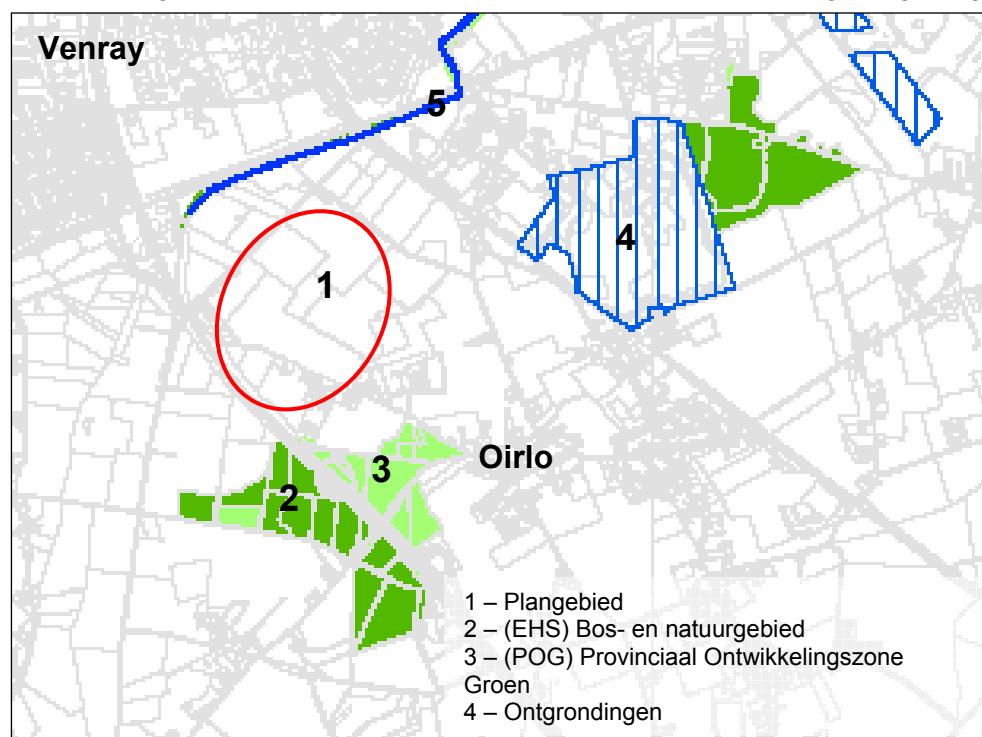 Venray
5
4
1
Oirlo
3
2
1 – Plangebied
2 – (EHS) Bos- en natuurgebied
3 – (POG) Provinciaal Ontwikkelingszone
Groen
4 – Ontgrondingen